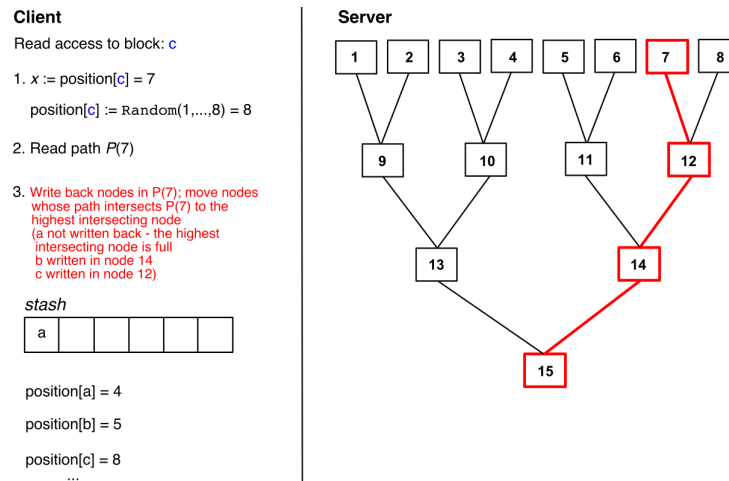 Client
Read access to block: c
1. x := position[c] = 7
position[c] := Random(1,...,8) = 8
2. Read path P(7)
3. Write back nodes in P(7); move nodes
whose path intersects P(7) to the
highest intersecting node
(a not written back - the highest
intersecting node is full
b written in node 14
c written in node 12)
stash
a
position[a] = 4
position[b] = 5
position[c] = 8
...
Server
1 2 3 4 5 6 7 8
9 10 11 12
13 14
15